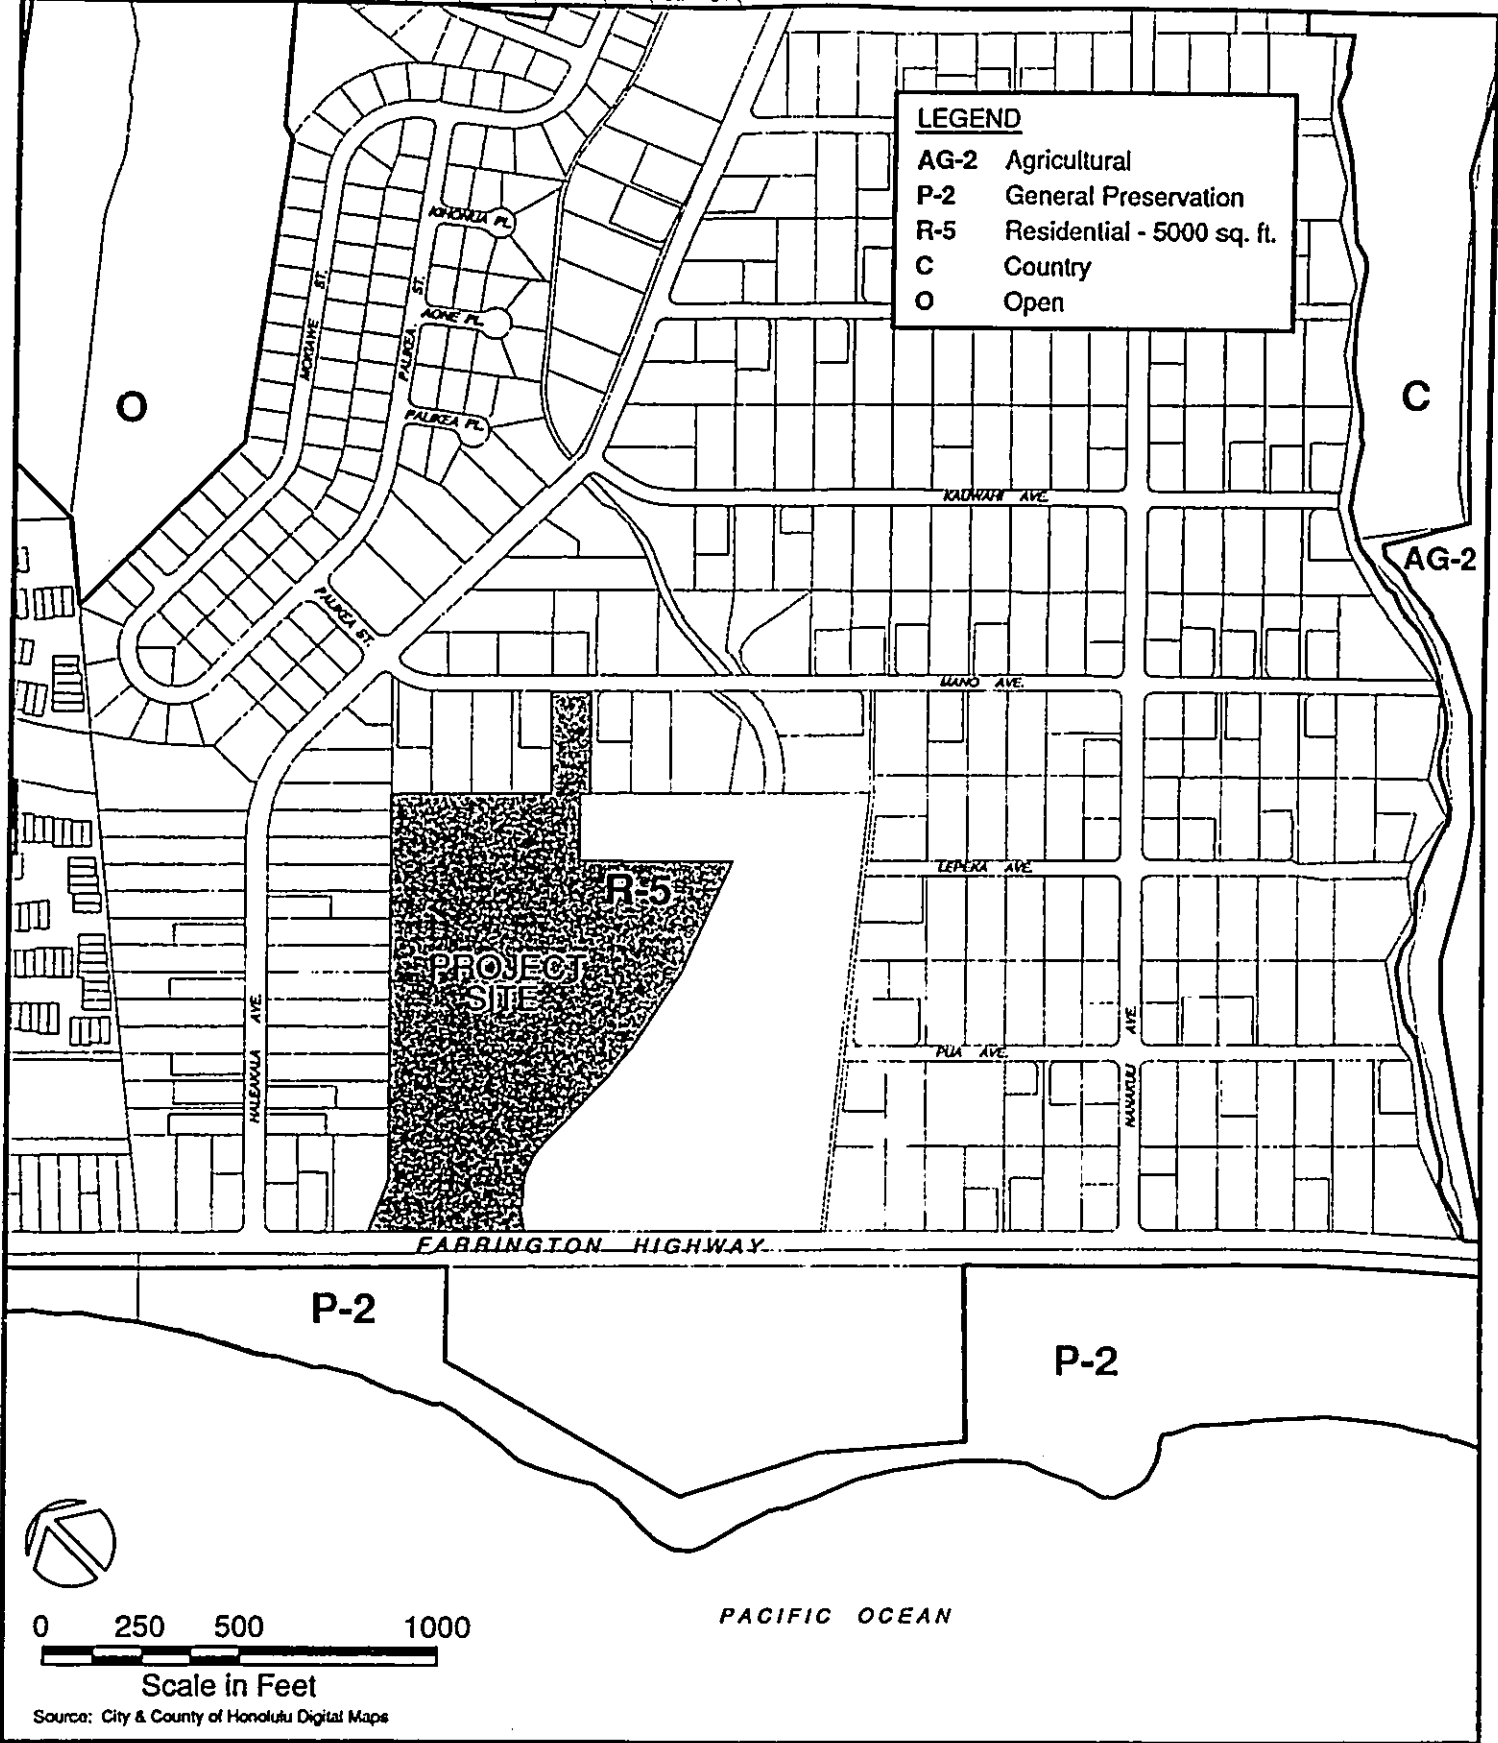 LEGEND
AG-2 Agricultural
P-2 General Preservation
R-5 Residential - 5000 sq. ft.
C Country
O Open
KIHONUA PL.
MOKIAWE ST.
PALIKEA ST.
AONE PL.
PALIKEA PL.
O
C
KAUWAHI AVE.
AG-2
PALIKEA ST.
MANO AVE.
LEPEKA AVE.
R-5
PROJECT
SITE
HALEAKALA AVE.
PUA AVE.
NANAKULI AVE.
FARRINGTON HIGHWAY
P-2
P-2
0 250 500 1000
Scale in Feet
Source: City & County of Honolulu Digital Maps
PACIFIC OCEAN